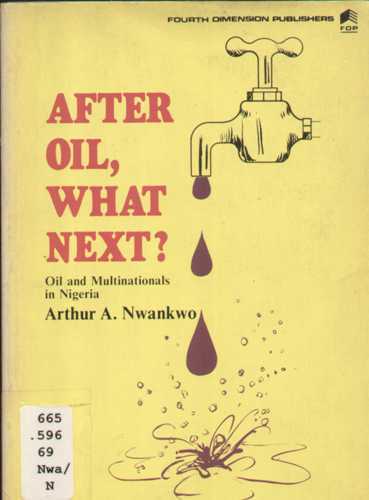 FOURTH DIMENSION PUBLISHERS
FDP
AFTER
OIL,
WHAT
NEXT?
Oil and Multinationals
in Nigeria
Arthur A. Nwankwo
665
.596
69
Nwa/
N